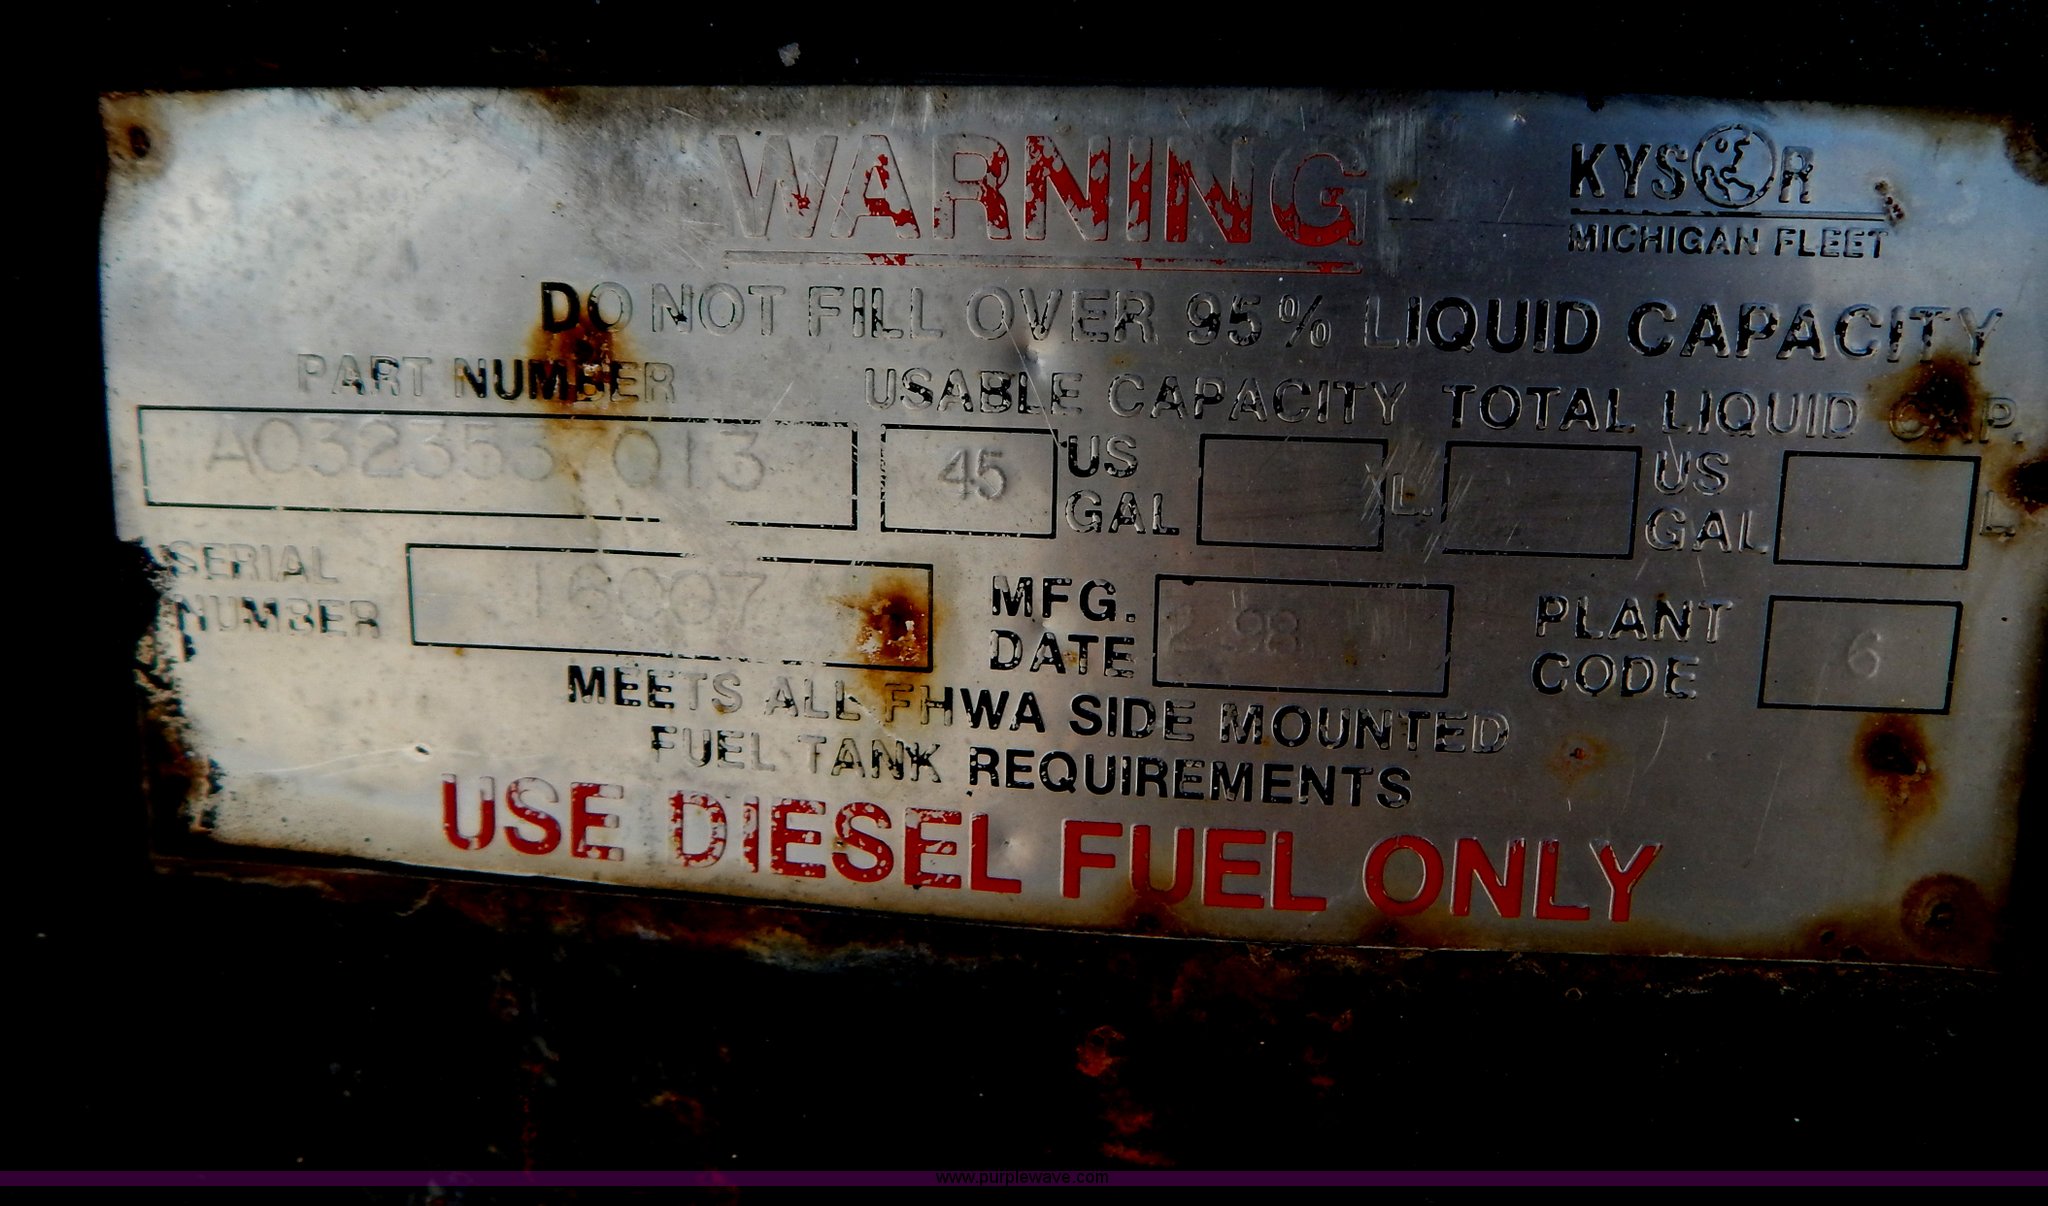 WARNING
KYSOR
MICHIGAN FLEET
DO NOT FILL OVER 95% LIQUID CAPACITY
PART NUMBER USABLE CAPACITY TOTAL LIQUID CAP.
A032353 013 45 US GAL L. US GAL L
SERIAL NUMBER 16007 MFG. DATE 2 98 PLANT CODE 6
MEETS ALL FHWA SIDE MOUNTED
FUEL TANK REQUIREMENTS
USE DIESEL FUEL ONLY
www.purplewave.com